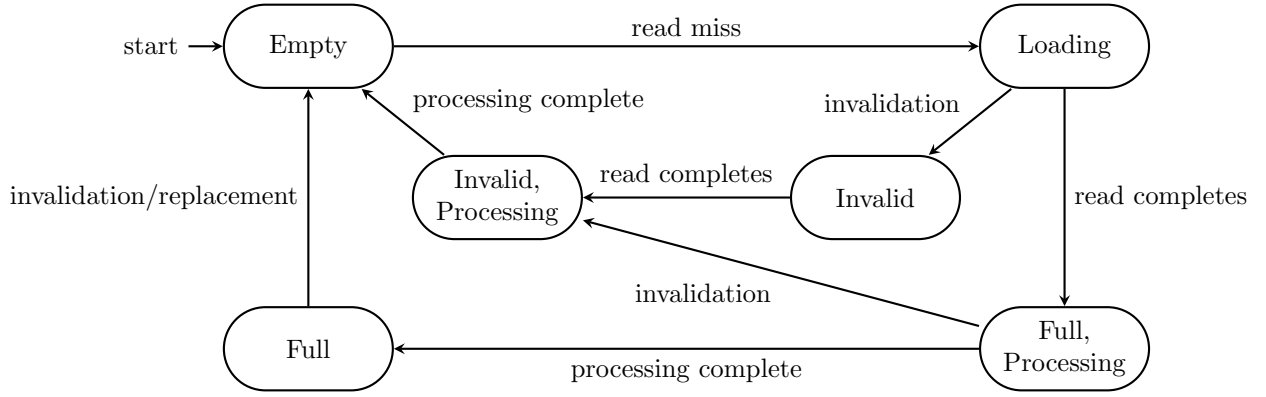 start
Empty
read miss
Loading
processing complete
invalidation
invalidation/replacement
Invalid,
Processing
read completes
Invalid
read completes
invalidation
Full
processing complete
Full,
Processing